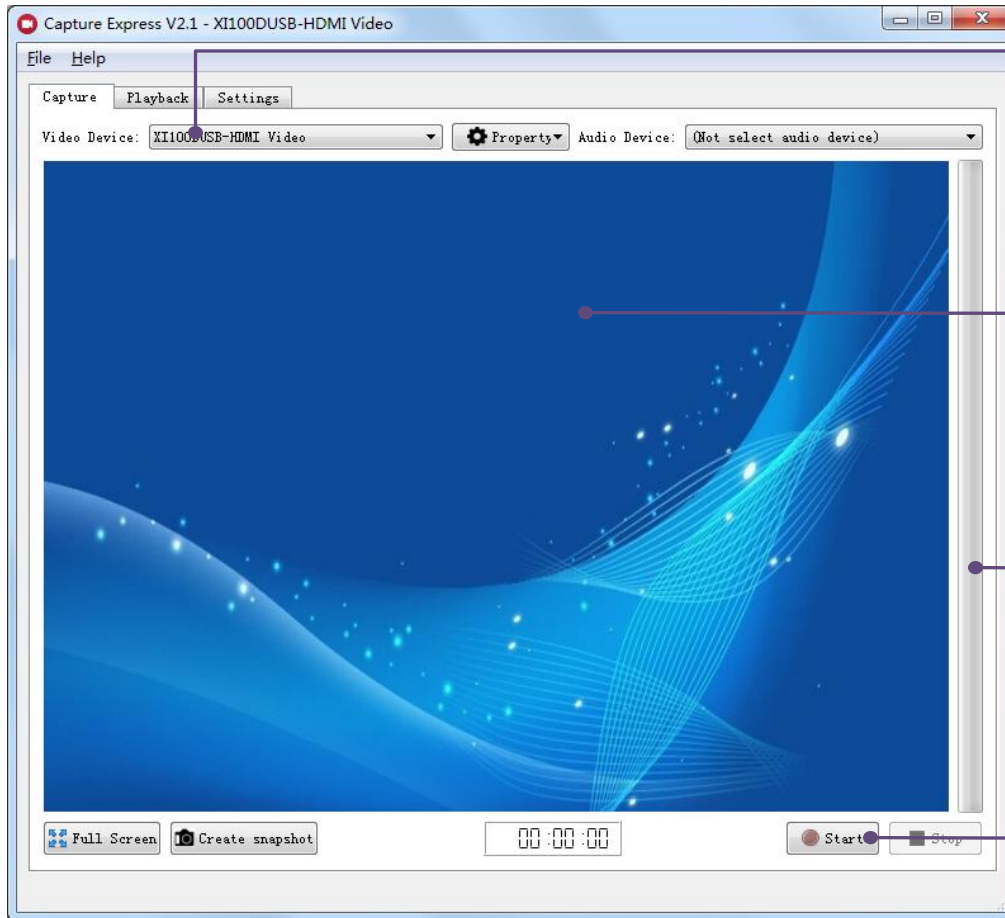 Capture Express V2.1 - XI100DUSB-HDMI Video
File Help
Capture Playback Settings
Video Device: XI100DUSB-HDMI Video Property Audio Device: (Not select audio device)
Full Screen Create snapshot 00:00:00 Start Stop